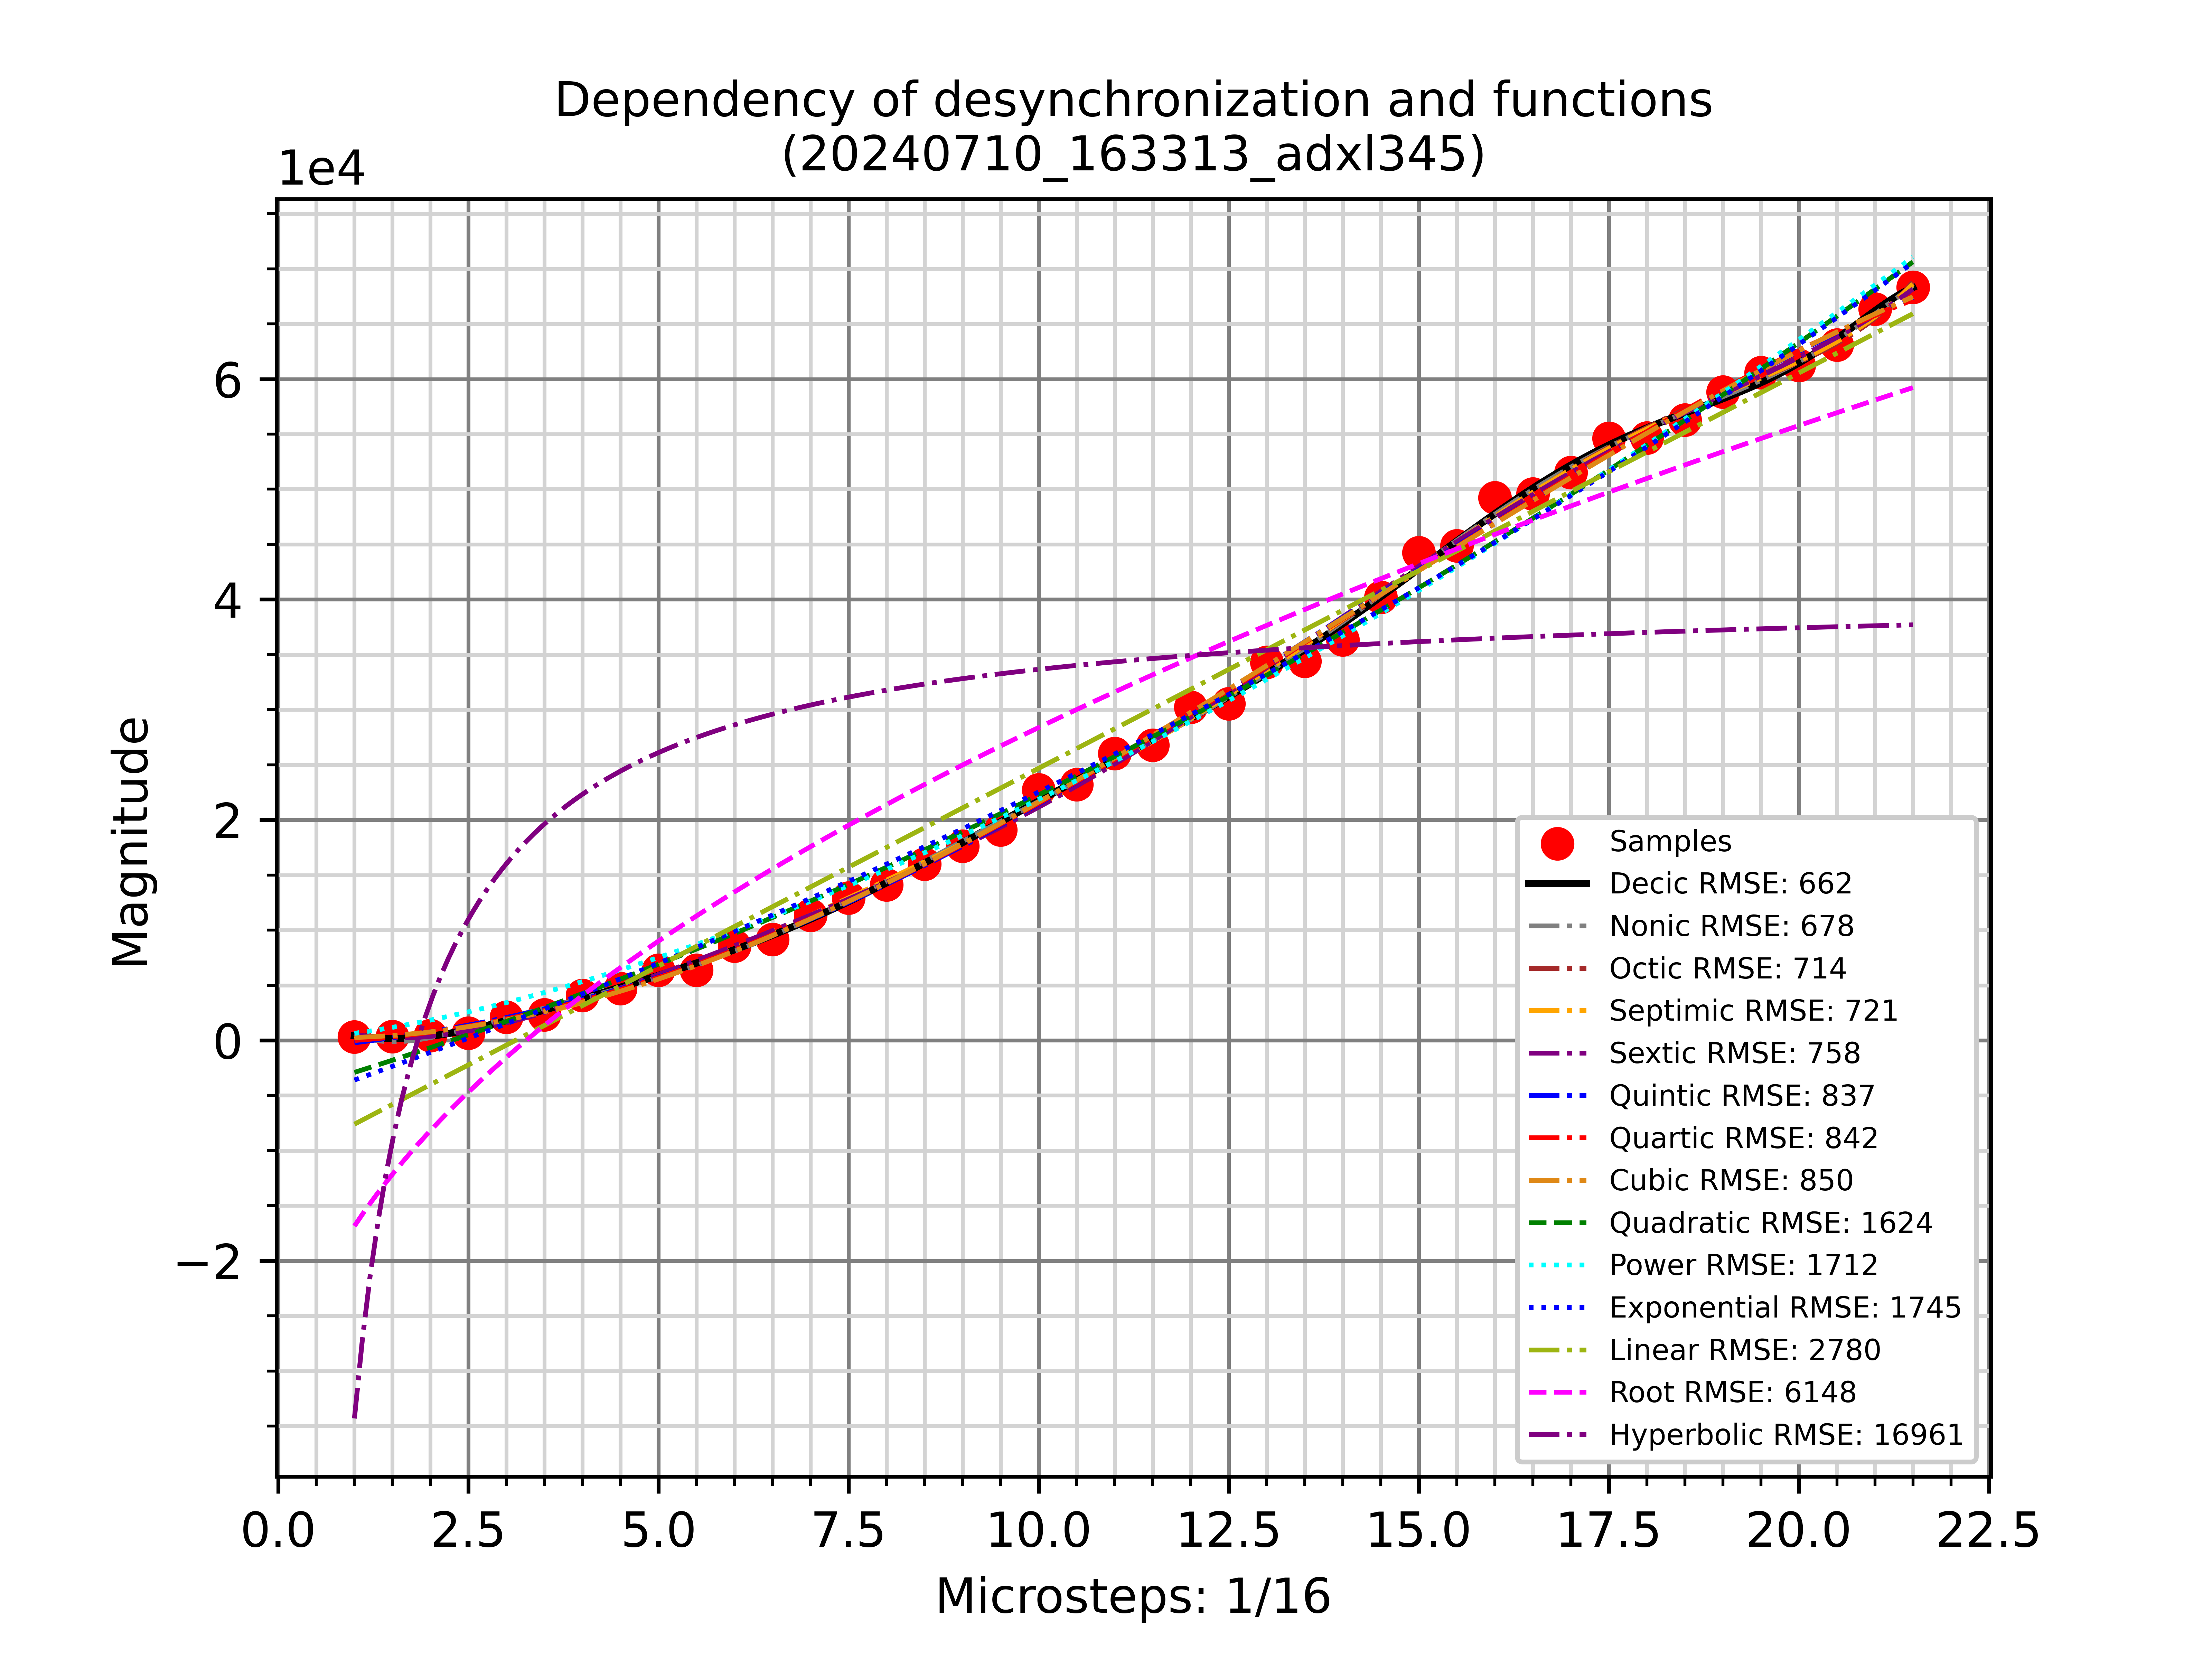 Dependency of desynchronization and functions
(20240710_163313_adxl345)
1e4
6
4
2
0
−2
Magnitude
Samples
Decic RMSE: 662
Nonic RMSE: 678
Octic RMSE: 714
Septimic RMSE: 721
Sextic RMSE: 758
Quintic RMSE: 837
Quartic RMSE: 842
Cubic RMSE: 850
Quadratic RMSE: 1624
Power RMSE: 1712
Exponential RMSE: 1745
Linear RMSE: 2780
Root RMSE: 6148
Hyperbolic RMSE: 16961
0.0 2.5 5.0 7.5 10.0 12.5 15.0 17.5 20.0 22.5
Microsteps: 1/16